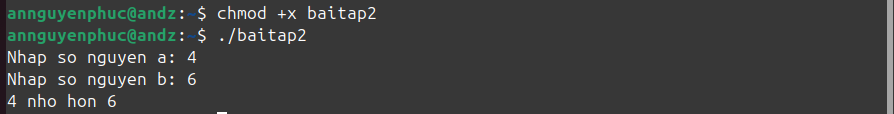 annguyenphuc@andz:~$ chmod +x baitap2
annguyenphuc@andz:~$ ./baitap2
Nhap so nguyen a: 4
Nhap so nguyen b: 6
4 nho hon 6